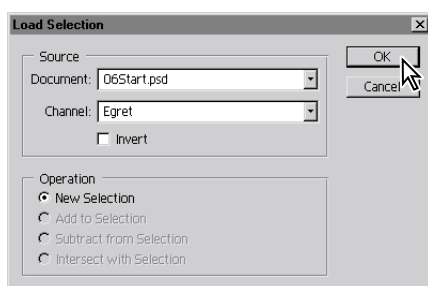 Load Selection
Source
OK
Document: 06Start.psd
Cancel
Channel: Egret
Invert
Operation
New Selection
Add to Selection
Subtract from Selection
Intersect with Selection